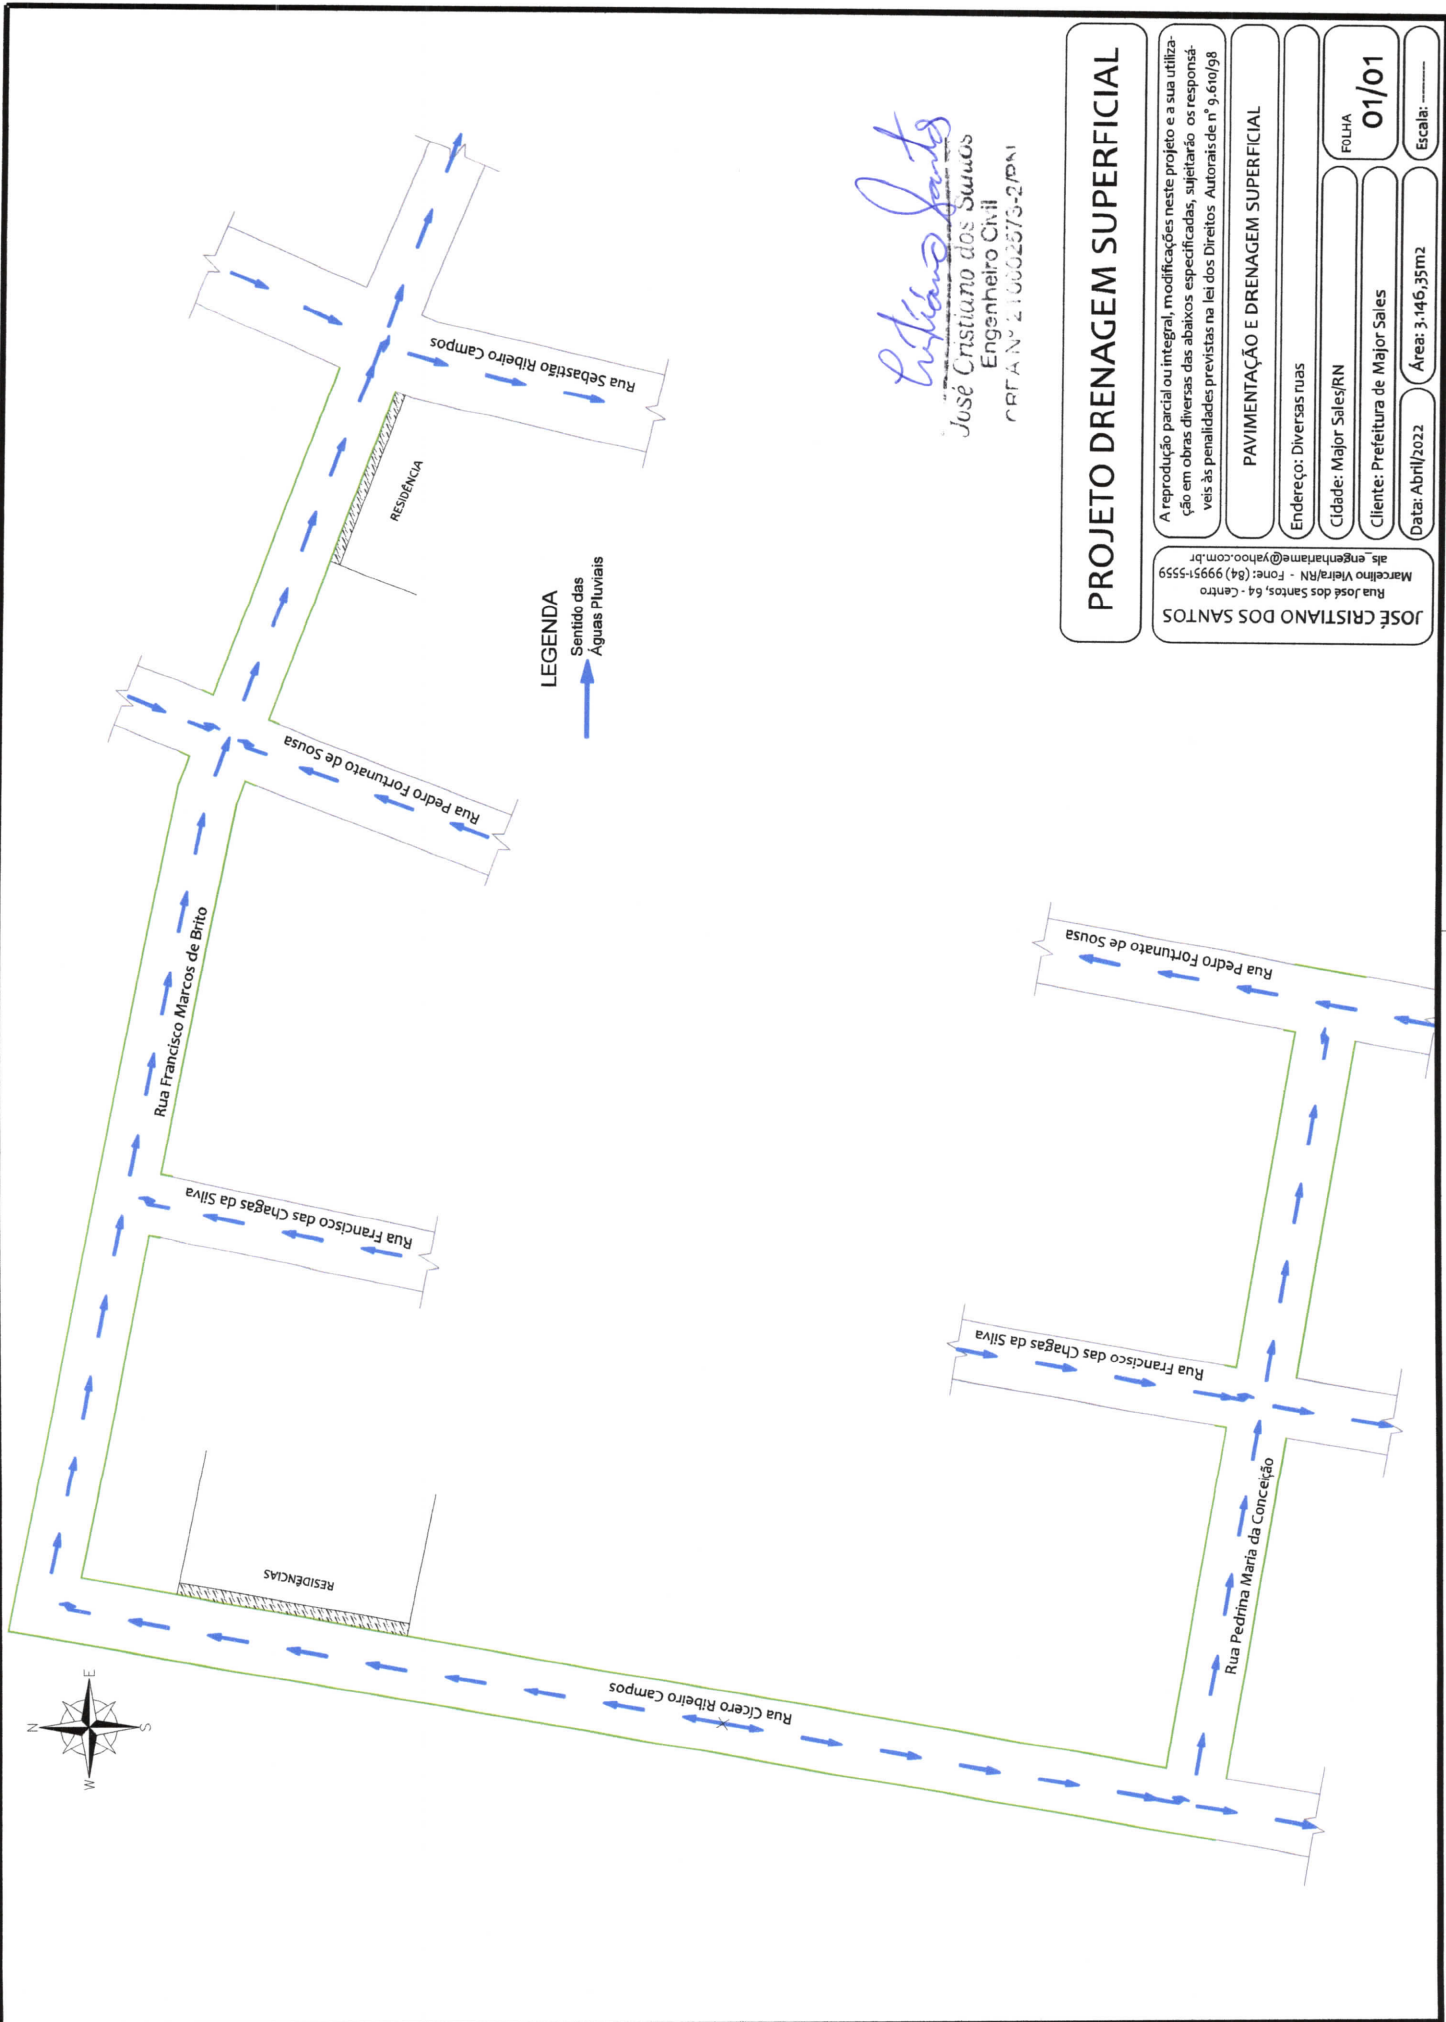 N
E
S
W
Rua Francisco Marcos de Brito
Rua Sebastião Ribeiro Campos
RESIDÊNCIA
Rua Pedro Fortunato de Sousa
Rua Francisco das Chagas da Silva
RESIDÊNCIAS
Rua Cícero Ribeiro Campos
Rua Pedrina Maria da Conceição
Rua Francisco das Chagas da Silva
Rua Pedro Fortunato de Sousa
LEGENDA
Sentido das
Águas Pluviais
José Cristiano dos Santos
Engenheiro Civil
PROJETO DRENAGEM SUPERFICIAL
A reprodução parcial ou integral, modificações neste projeto e a sua utiliza-
ção em obras diversas das abaixos especificadas, sujeitarão os responsá-
veis às penalidades previstas na lei dos Direitos Autorais de n° 9.610/98
PAVIMENTAÇÃO E DRENAGEM SUPERFICIAL
Endereço: Diversas ruas
Cidade: Major Sales/RN
FOLHA
01/01
Cliente: Prefeitura de Major Sales
Data: Abril/2022
Área: 3.146,35m2
Escala: --------
JOSÉ CRISTIANO DOS SANTOS
Rua José dos Santos, 64 - Centro
Marcelino Vieira/RN - Fone: (84) 99951-5559
als_engenhariame@yahoo.com.br